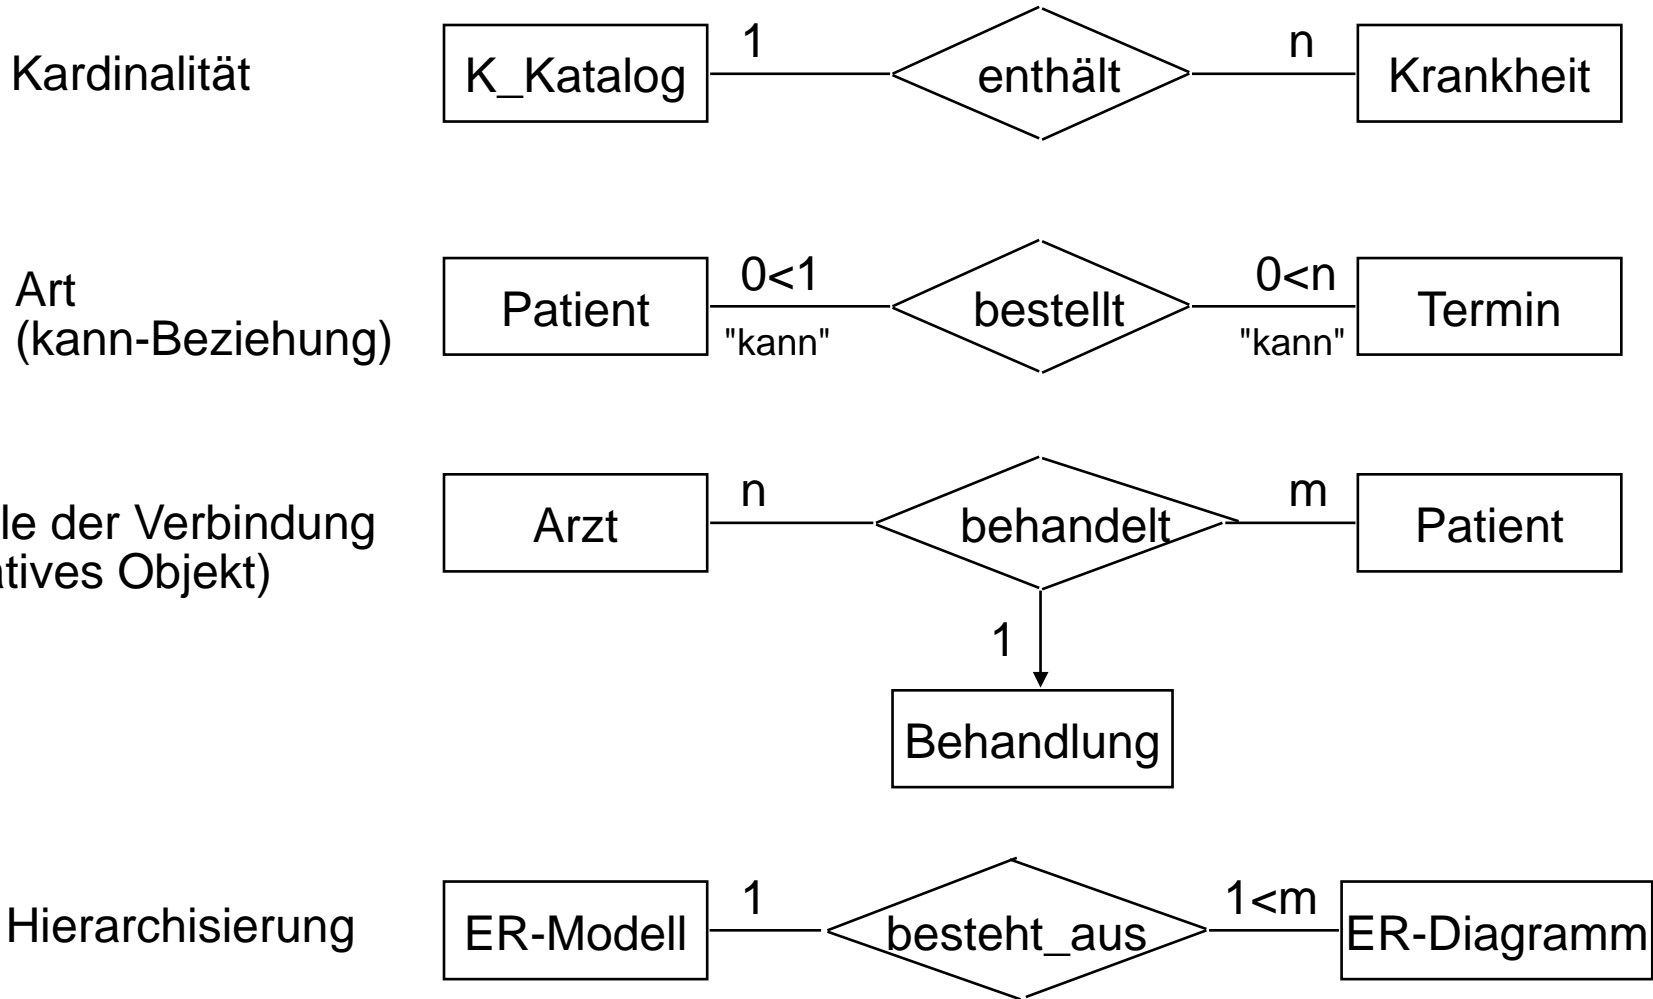 Kardinalität K_Katalog 1 enthält n Krankheit
Art
(kann-Beziehung)
Patient 0<1 bestellt 0<n Termin
"kann" "kann"
le der Verbindung
atives Objekt)
Arzt n behandelt m Patient
1
Behandlung
Hierarchisierung ER-Modell 1 besteht_aus 1<m ER-Diagramm